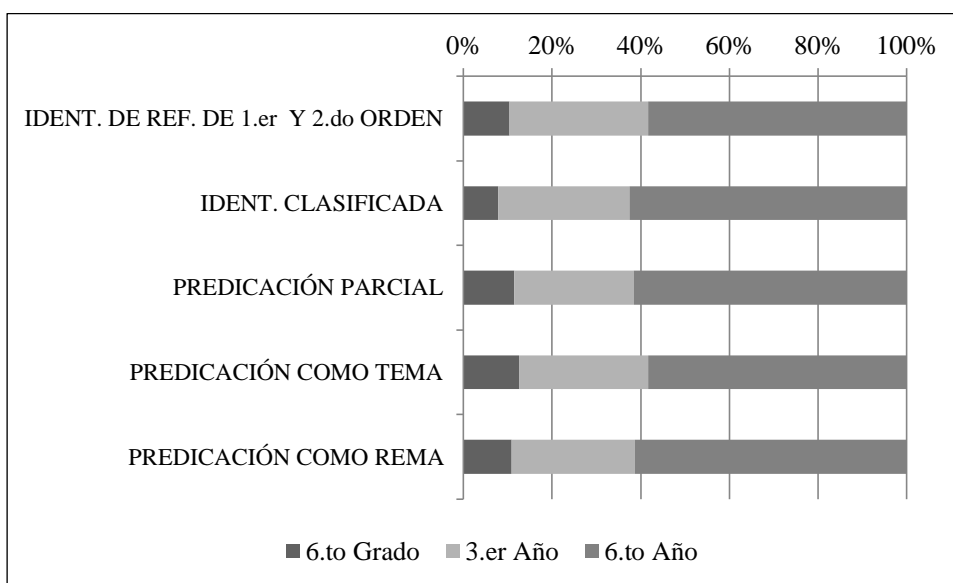 0% 20% 40% 60% 80% 100%
IDENT. DE REF. DE 1.er Y 2.do ORDEN
IDENT. CLASIFICADA
PREDICACIÓN PARCIAL
PREDICACIÓN COMO TEMA
PREDICACIÓN COMO REMA
6.to Grado 3.er Año 6.to Año